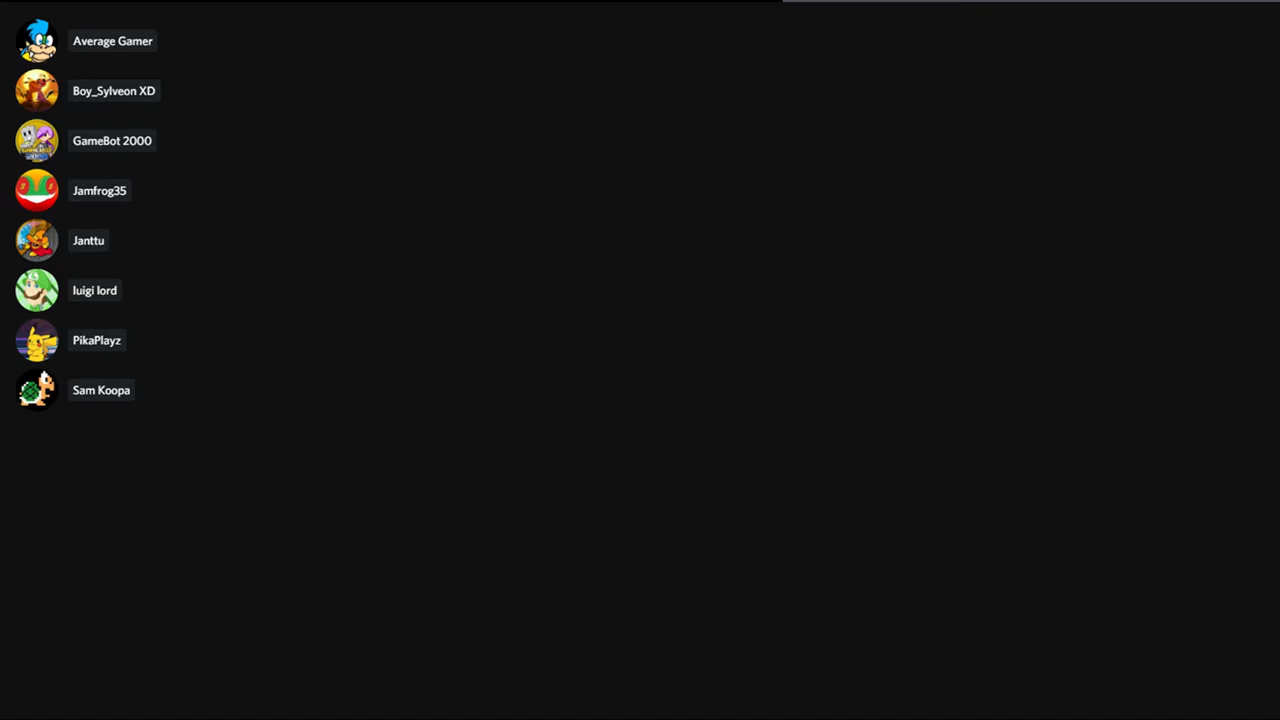 Average Gamer
Boy_Sylveon XD
GameBot 2000
Jamfrog35
Janttu
luigi lord
PikaPlayz
Sam Koopa